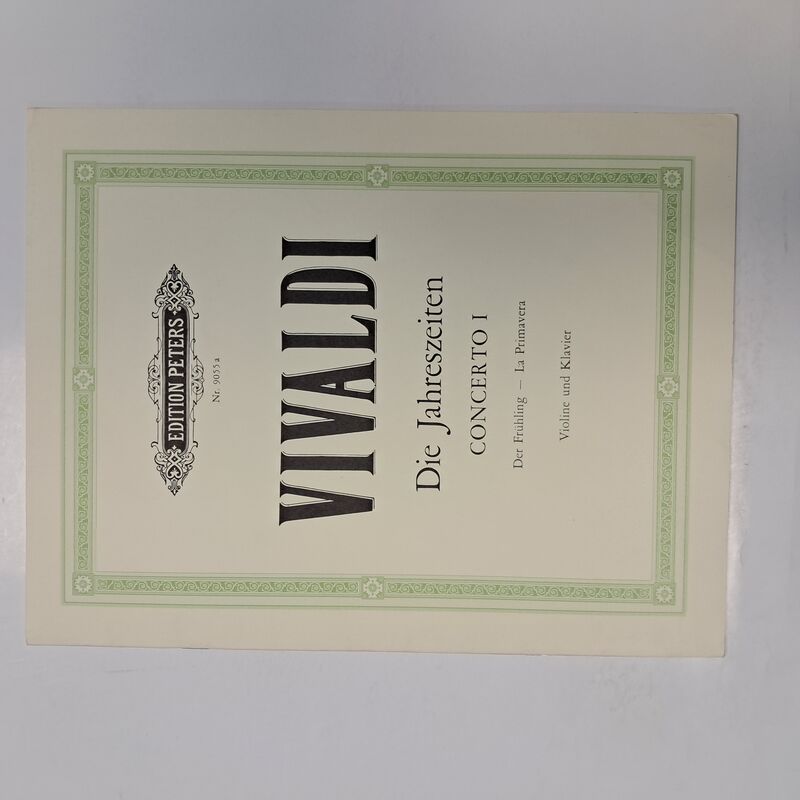 EDITION PETERS
Nr. 9055a
VIVALDI
Die Jahreszeiten
CONCERTO I
Der Frühling – La Primavera
Violine und Klavier